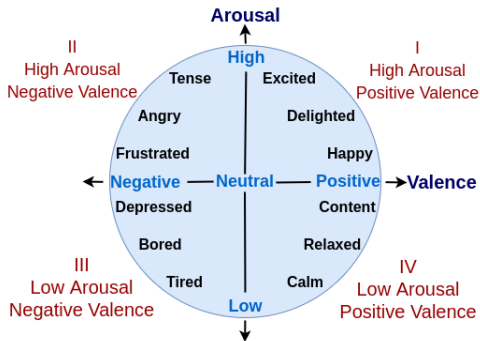 Arousal
II
High Arousal
Negative Valence
High
I
High Arousal
Positive Valence
Tense
Excited
Angry
Delighted
Frustrated
Happy
Negative
Neutral
Positive
Valence
Depressed
Content
Bored
Relaxed
III
Low Arousal
Negative Valence
Tired
Calm
IV
Low Arousal
Positive Valence
Low